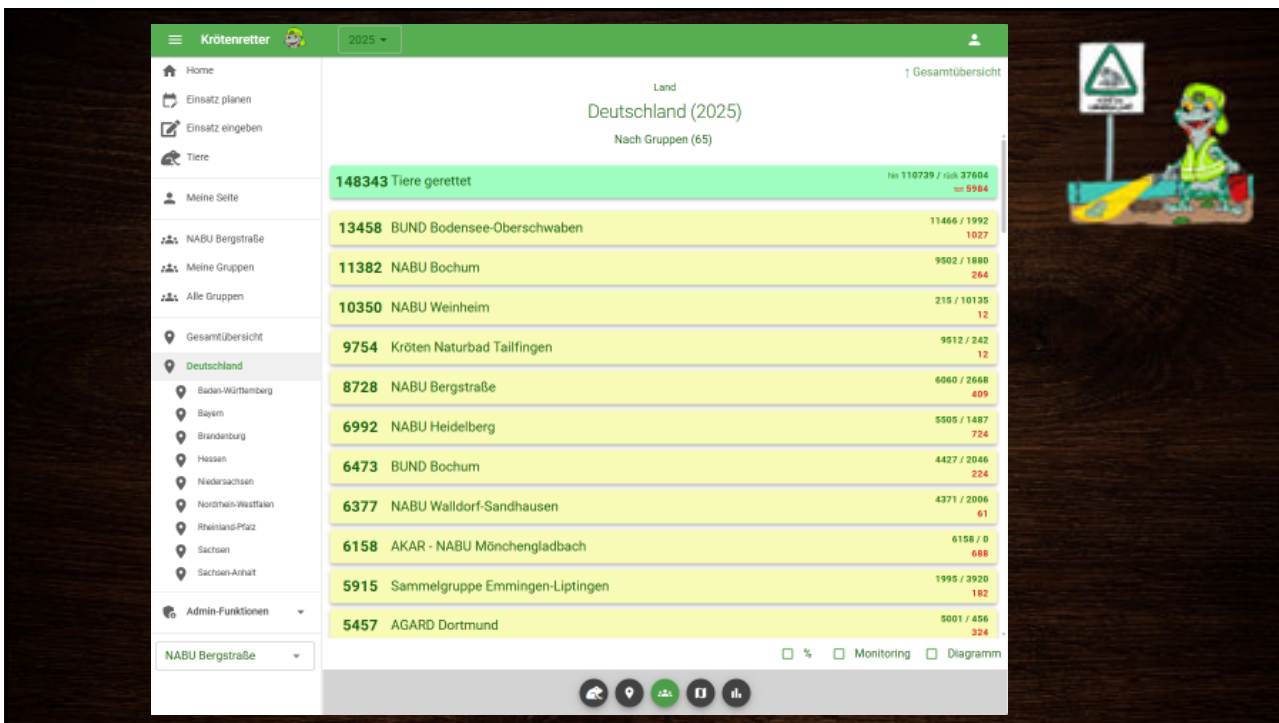 Krötenretter
2025
Home
Einsatz planen
Einsatz eingeben
Tiere
Meine Seite
NABU Bergstraße
Meine Gruppen
Alle Gruppen
Gesamtübersicht
Deutschland
Baden-Württemberg
Bayern
Brandenburg
Hessen
Niedersachsen
Nordrhein-Westfalen
Rheinland-Pfalz
Sachsen
Sachsen-Anhalt
Admin-Funktionen
NABU Bergstraße
↑ Gesamtübersicht
Land
Deutschland (2025)
Nach Gruppen (65)
148343 Tiere gerettet
hin 110739 / rück 37604
tot 5984
13458 BUND Bodensee-Oberschwaben
11466 / 1992
1027
11382 NABU Bochum
9502 / 1880
264
10350 NABU Weinheim
215 / 10135
12
9754 Kröten Naturbad Tailfingen
9512 / 242
12
8728 NABU Bergstraße
6060 / 2668
409
6992 NABU Heidelberg
5505 / 1487
724
6473 BUND Bochum
4427 / 2046
224
6377 NABU Walldorf-Sandhausen
4371 / 2006
61
6158 AKAR - NABU Mönchengladbach
6158 / 0
688
5915 Sammelgruppe Emmingen-Liptingen
1995 / 3920
182
5457 AGARD Dortmund
5001 / 456
324
% Monitoring Diagramm